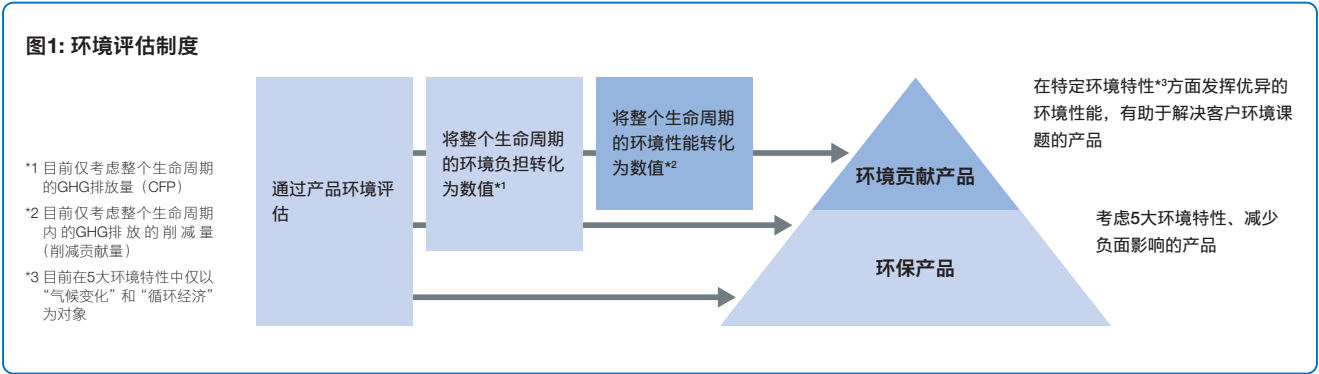 图1: 环境评估制度
*1 目前仅考虑整个生命周期
的GHG排放量（CFP）
*2 目前仅考虑整个生命周期
内的GHG排放的削减量
（削减贡献量）
*3 目前在5大环境特性中仅以
“气候变化”和“循环经济”
为对象
通过产品环境评
估
将整个生命周期
的环境负担转化
为数值*1
将整个生命周期
的环境性能转化
为数值*2
环境贡献产品
环保产品
在特定环境特性*3方面发挥优异的
环境性能，有助于解决客户环境课
题的产品
考虑5大环境特性、减少
负面影响的产品